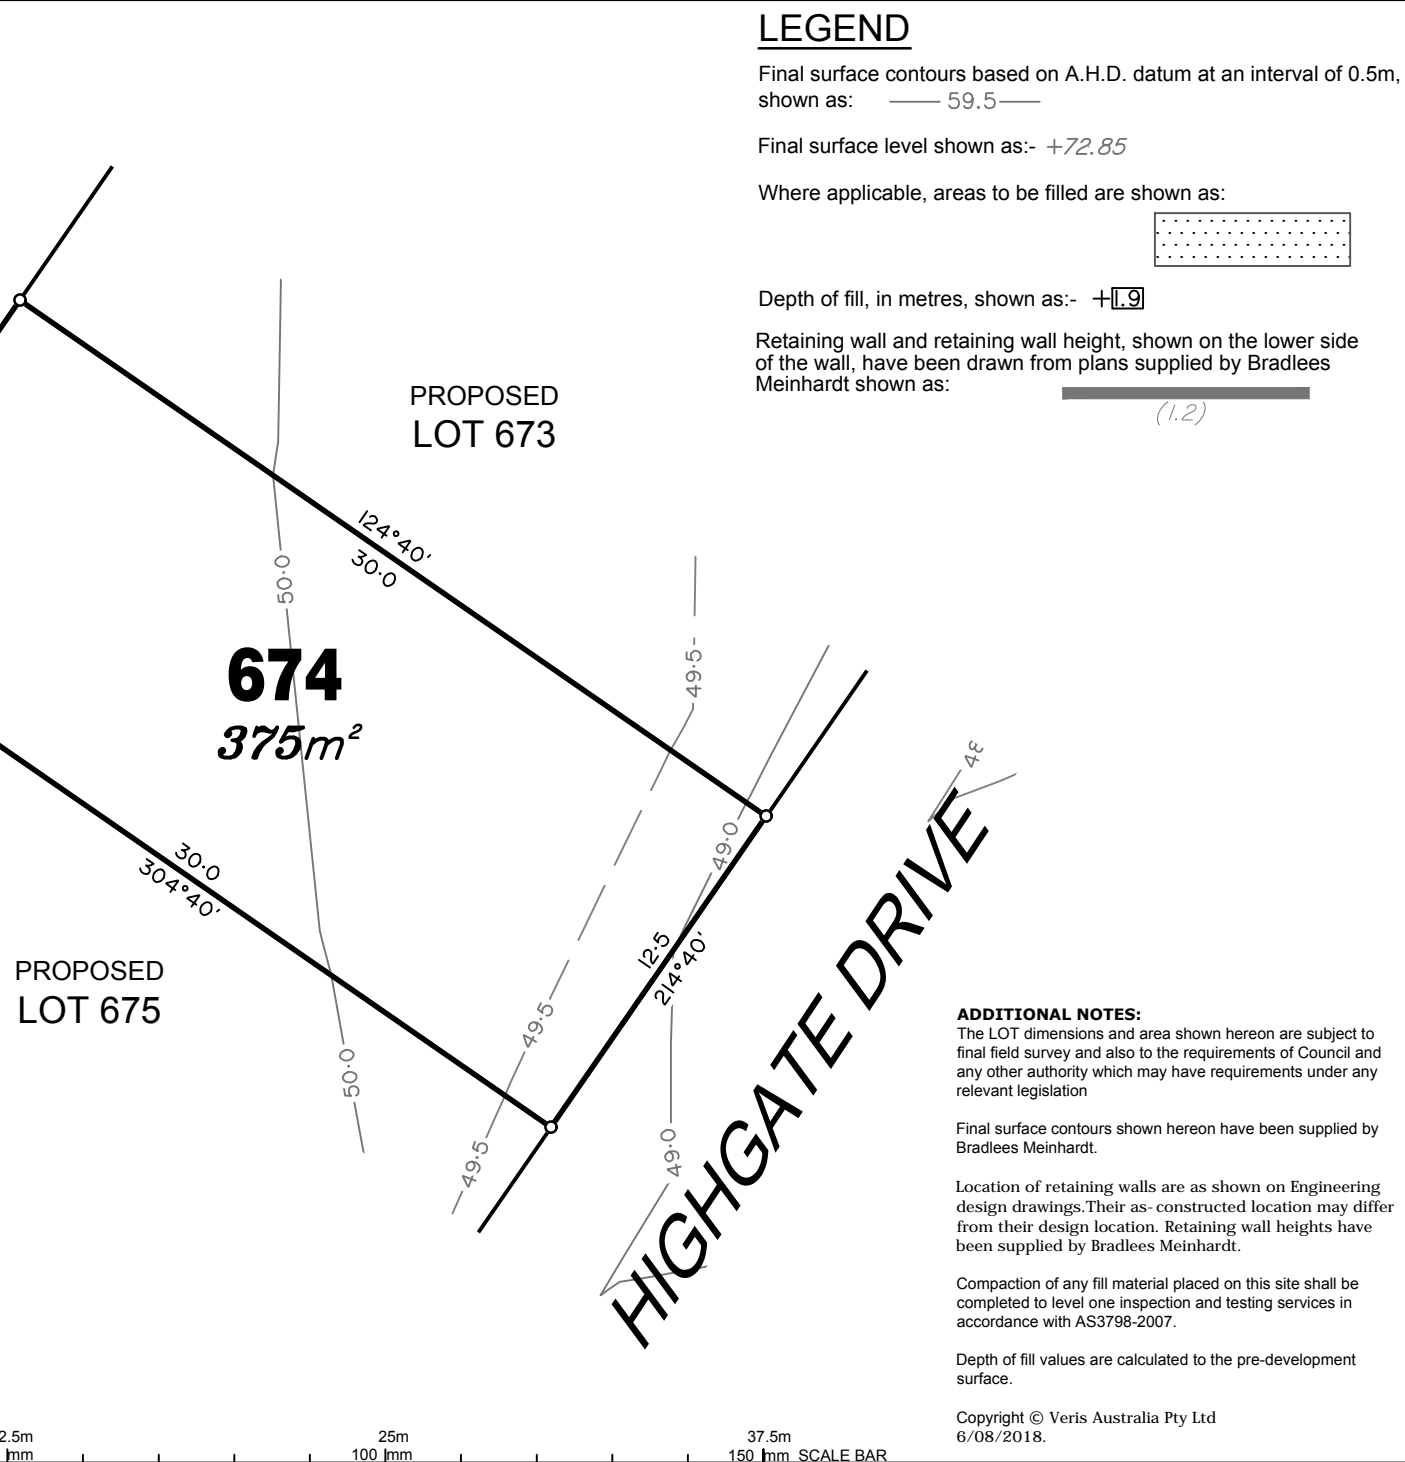 LEGEND
Final surface contours based on A.H.D. datum at an interval of 0.5m,
shown as: 59.5
Final surface level shown as:- +72.85
Where applicable, areas to be filled are shown as:
Depth of fill, in metres, shown as:- +1.9
Retaining wall and retaining wall height, shown on the lower side
of the wall, have been drawn from plans supplied by Bradlees
Meinhardt shown as:
(1.2)
PROPOSED
LOT 673
124°40'
30·0
50·0
674
375m²
49·5
48
49·0
30·0
304°40'
12·5
214°40'
PROPOSED
LOT 675
49·5
50·0
49·5
49·0
HIGHGATE DRIVE
ADDITIONAL NOTES:
The LOT dimensions and area shown hereon are subject to
final field survey and also to the requirements of Council and
any other authority which may have requirements under any
relevant legislation
Final surface contours shown hereon have been supplied by
Bradlees Meinhardt.
Location of retaining walls are as shown on Engineering
design drawings.Their as-constructed location may differ
from their design location. Retaining wall heights have
been supplied by Bradlees Meinhardt.
Compaction of any fill material placed on this site shall be
completed to level one inspection and testing services in
accordance with AS3798-2007.
Depth of fill values are calculated to the pre-development
surface.
Copyright © Veris Australia Pty Ltd
6/08/2018.
2.5m 25m 37.5m
mm 100 mm 150 mm SCALE BAR